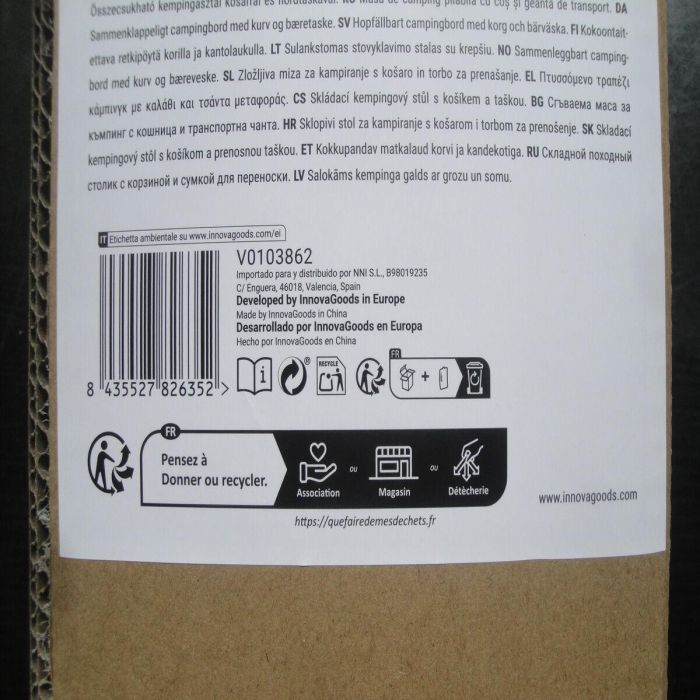 Összecsukható kempingasztal kosárral és hordtáskával. RO Masă de camping pliabilă cu coș și geantă de transport. DA
Sammenklappeligt campingbord med kurv og bæretaske. SV Hopfällbart campingbord med korg och bärväska. FI Kokoontait-
ettava retkipöytä korilla ja kantolaukulla. LT Sulankstomas stovyklavimo stalas su krepšiu. NO Sammenleggbart camping-
bord med kurv og bæreveske. SL Zložljiva miza za kampiranje s košaro in torbo za prenašanje. EL Πτυσσόμενο τραπέζι
κάμπινγκ με καλάθι και τσάντα μεταφοράς. CS Skládací kempingový stůl s košíkem a taškou. BG Сгъваема маса за
къмпинг с кошница и транспортна чанта. HR Sklopivi stol za kampiranje s košarom i torbom za prenošenje. SK Skladací
kempingový stôl s košíkom a prenosnou taškou. ET Kokkupandav matkalaud korvi ja kandekotiga. RU Складной походный
столик с корзиной и сумкой для переноски. LV Salokāms kempinga galds ar grozu un somu.
IT Etichetta ambientale su www.innovagoods.com/ei
V0103862
Importado para y distribuido por NNI S.L., B98019235
C/ Enguera, 46018, Valencia, Spain
Developed by InnovaGoods in Europe
Made by InnovaGoods in China
Desarrollado por InnovaGoods en Europa
Hecho por InnovaGoods en China
8 435527 826352 >
i
®
RECYCLE
FR
+
FR
Pensez à
Donner ou recycler.
Association
ou
Magasin
ou
Détècherie
www.innovagoods.com
https://quefairedemesdechets.fr